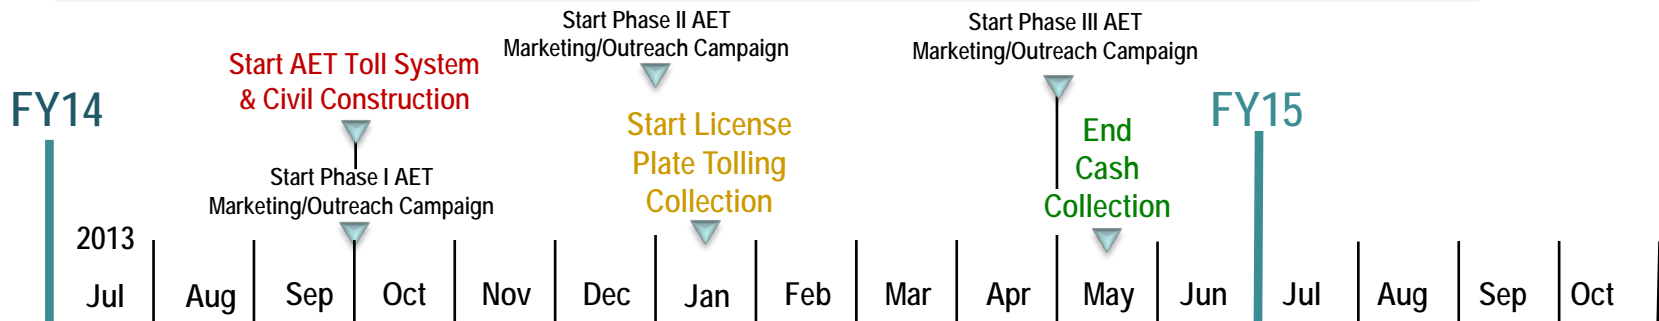 Start Phase II AET
Marketing/Outreach Campaign
Start Phase III AET
Marketing/Outreach Campaign
Start AET Toll System
& Civil Construction
FY14
FY15
Start License
Plate Tolling
Collection
End
Cash
Collection
Start Phase I AET
Marketing/Outreach Campaign
2013
Jul Aug Sep Oct Nov Dec Jan Feb Mar Apr May Jun Jul Aug Sep Oct